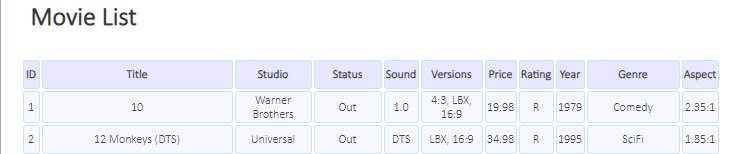 Movie List
ID Title Studio Status Sound Versions Price Rating Year Genre Aspect
1 10 Warner Brothers Out 1.0 4:3, LBX, 16:9 19.98 R 1979 Comedy 2.35:1
2 12 Monkeys (DTS) Universal Out DTS LBX, 16:9 34.98 R 1995 SciFi 1.85:1